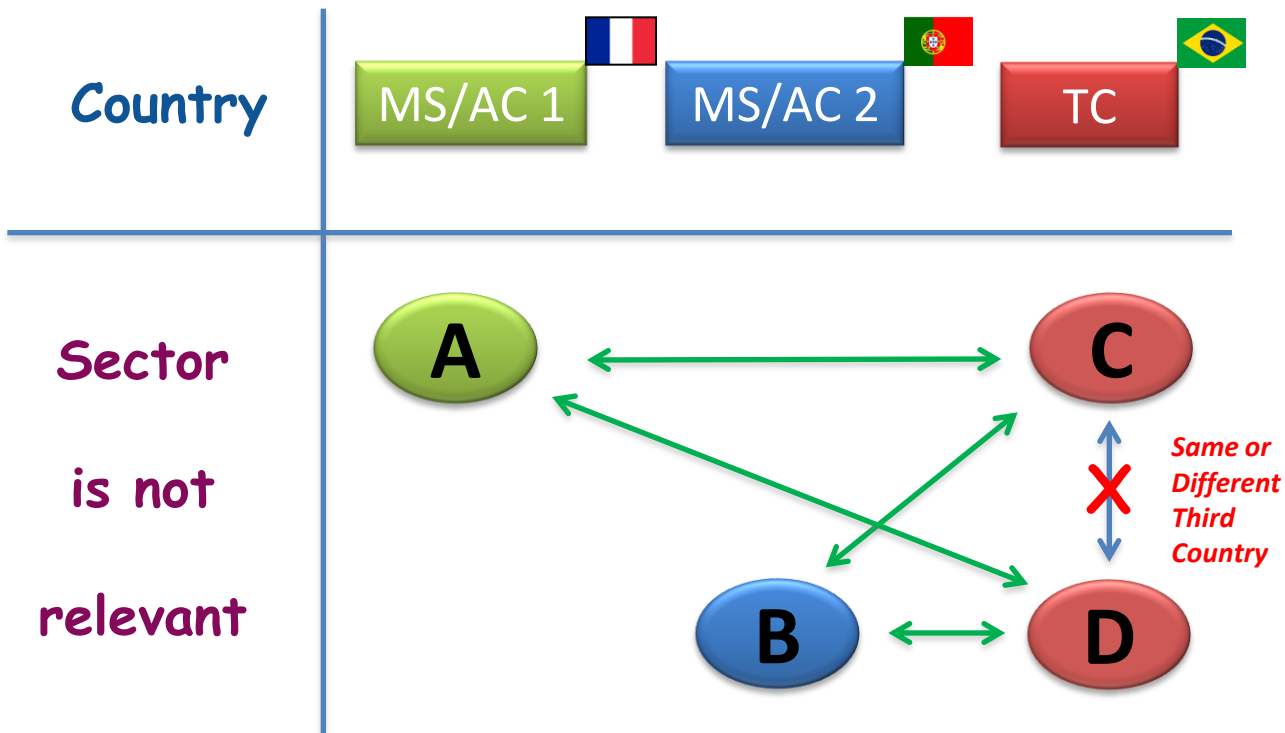 Country
MS/AC 1
MS/AC 2
TC
Sector
is not
relevant
A
C
Same or
Different
Third
Country
B
D